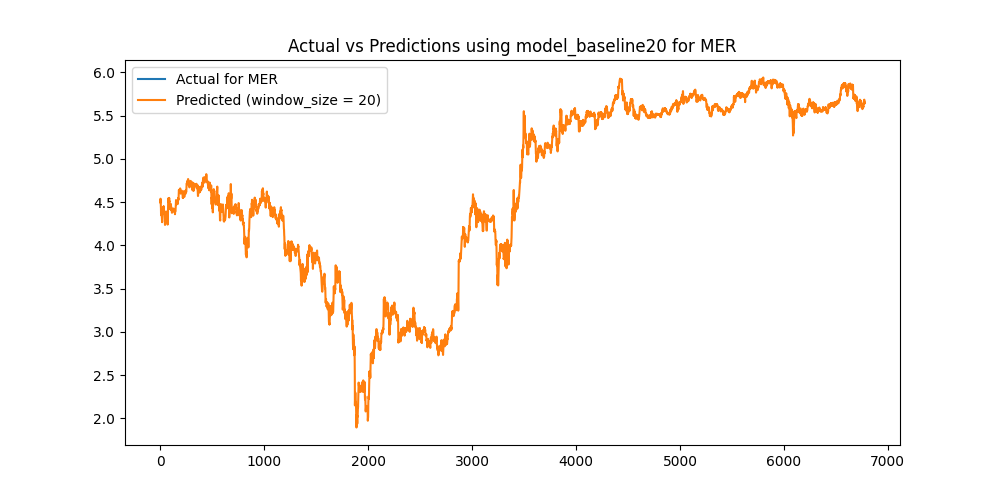 Actual vs Predictions using model_baseline20 for MER
Actual for MER
Predicted (window_size = 20)
6.0
5.5
5.0
4.5
4.0
3.5
3.0
2.5
2.0
0 1000 2000 3000 4000 5000 6000 7000